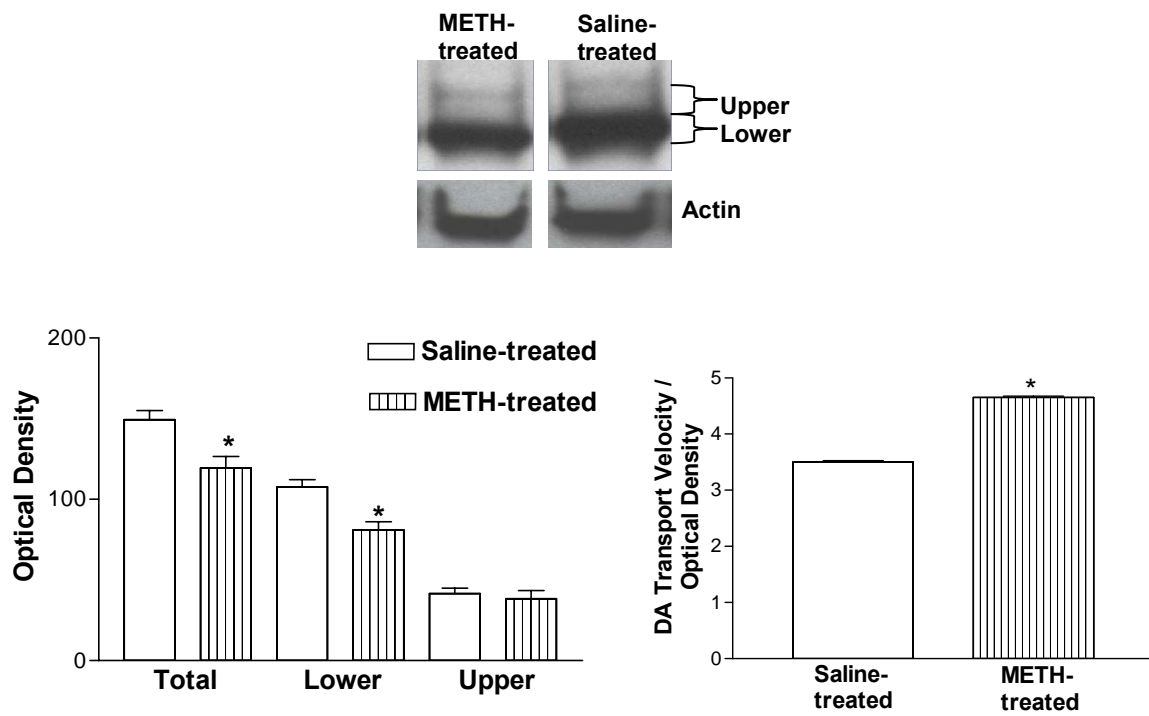 METH-
treated
Saline-
treated
Upper
Lower
Actin
200
100
0
Optical Density
Saline-treated
METH-treated
*
*
Total
Lower
Upper
5
4
3
2
1
0
DA Transport Velocity /
Optical Density
*
Saline-
treated
METH-
treated